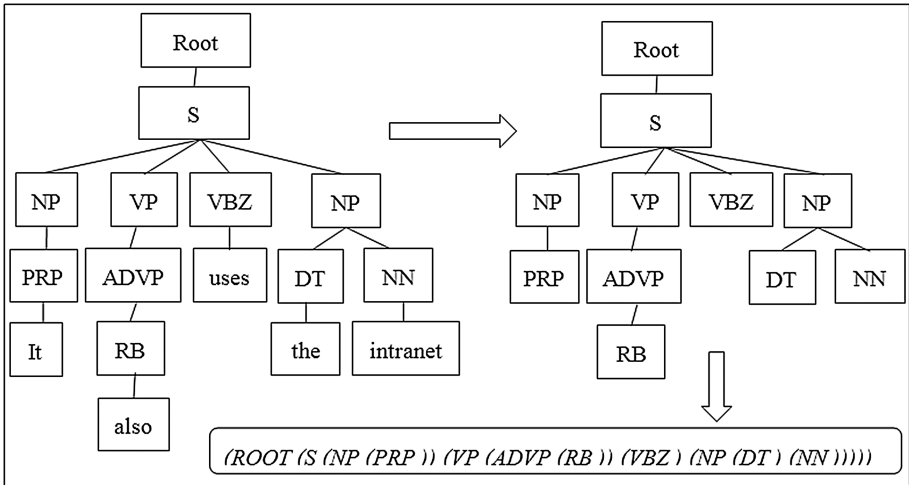 Root Root
S S
NP VP VBZ NP NP VP VBZ NP
PRP ADVP uses DT NN PRP ADVP DT NN
It RB the intranet RB
also
(ROOT (S (NP (PRP )) (VP (ADVP (RB )) (VBZ ) (NP (DT ) (NN )))))